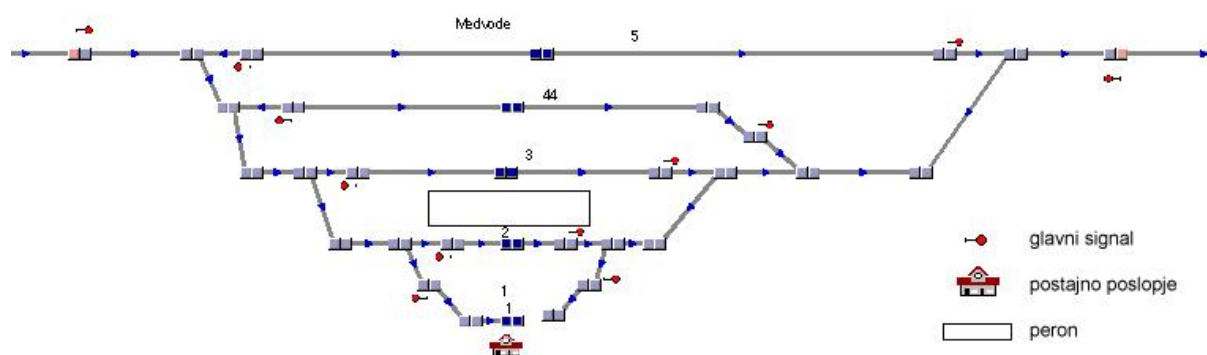 Medvode
5
44
3
2
1
1
glavni signal
postajno poslopje
peron